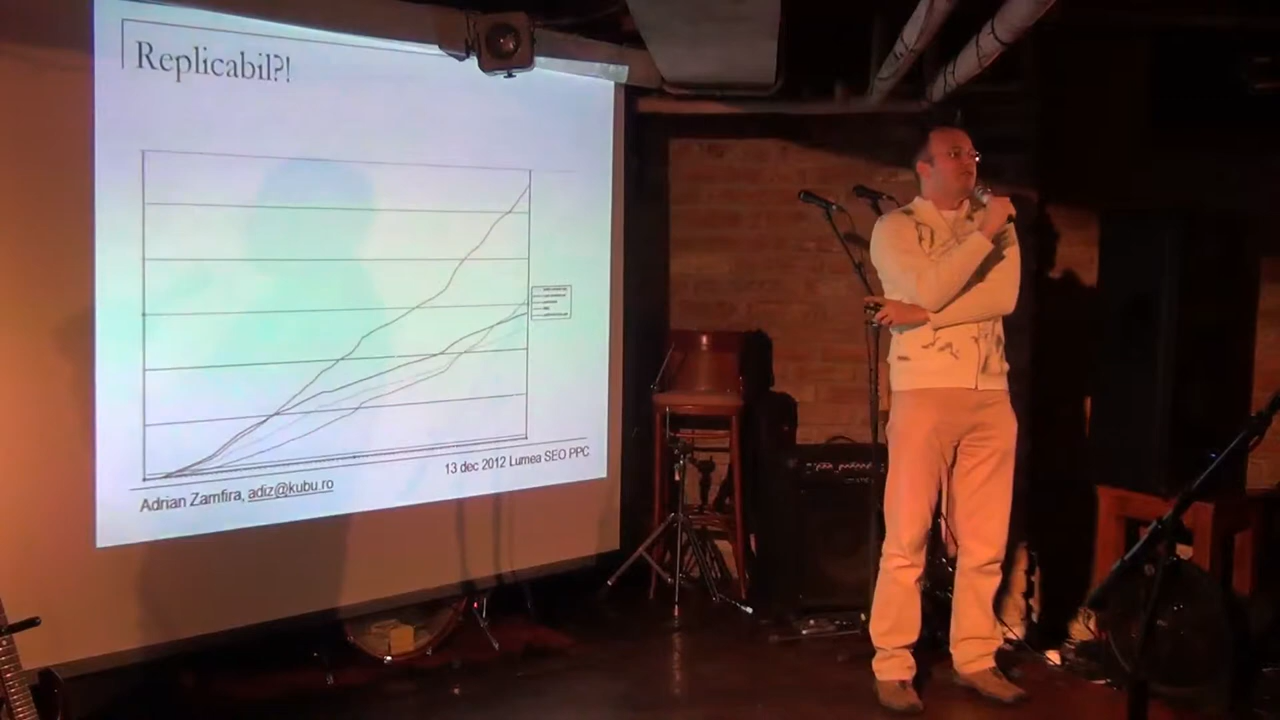 Replicabil?!
13 dec 2012 Lumea SEO PPC
Adrian Zamfira, adiz@kubu.ro